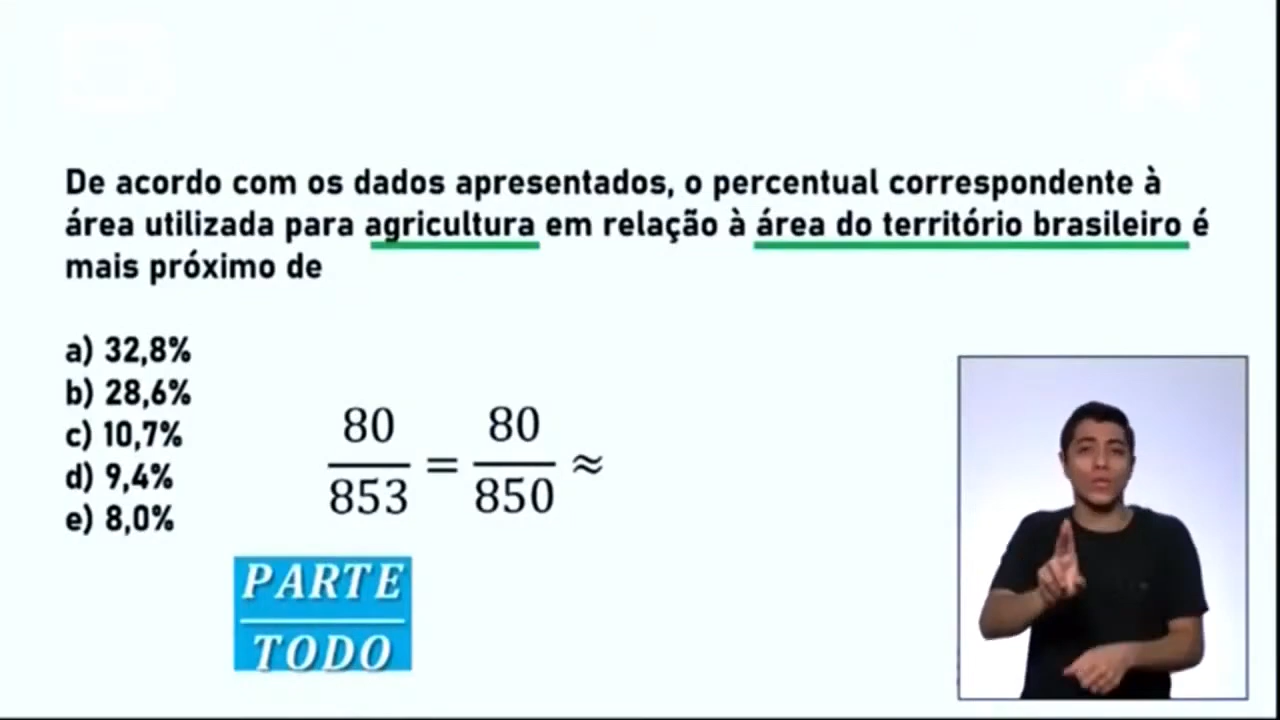 De acordo com os dados apresentados, o percentual correspondente à
área utilizada para agricultura em relação à área do território brasileiro é
mais próximo de
a) 32,8%
b) 28,6%
c) 10,7%
d) 9,4%
e) 8,0%
80/853 = 80/850 ≈
PARTE
TODO